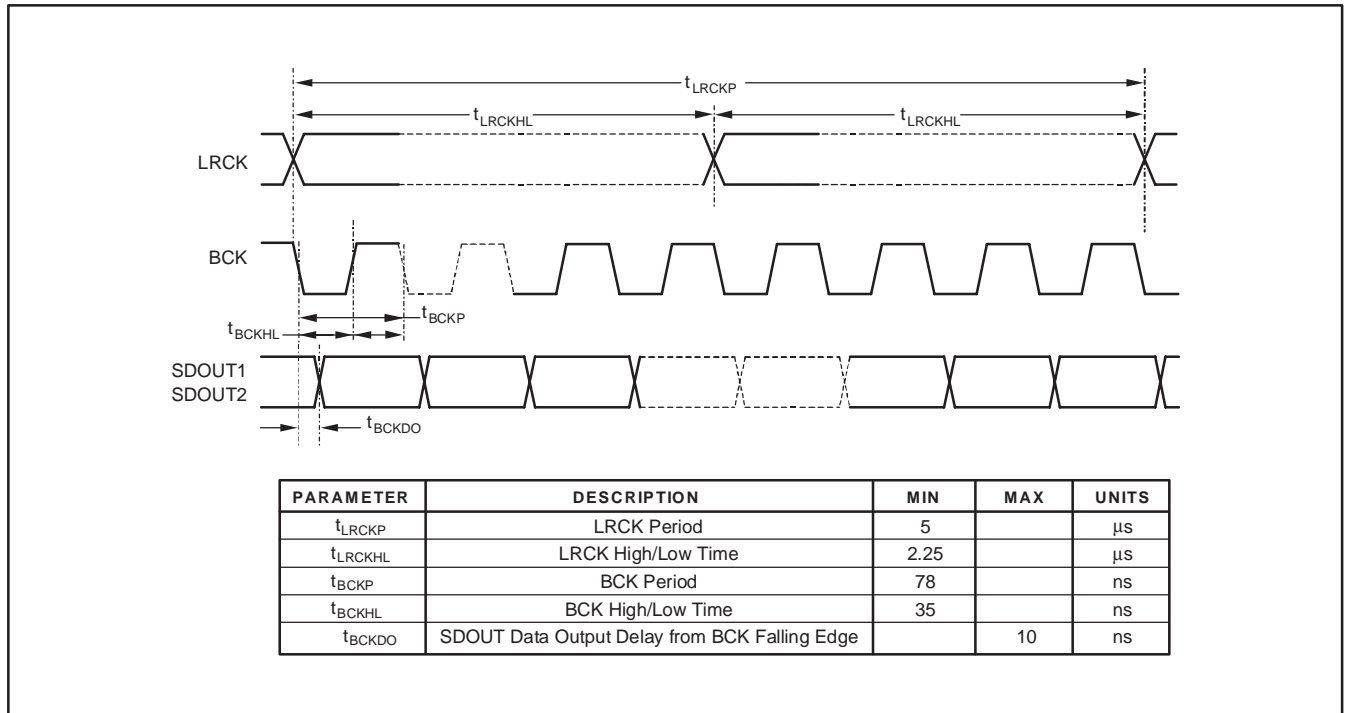 tLRCKP
tLRCKHL
tLRCKHL
LRCK
BCK
tBCKP
tBCKHL
SDOUT1
SDOUT2
tBCKDO
PARAMETER DESCRIPTION MIN MAX UNITS
tLRCKP LRCK Period 5 μs
tLRCKHL LRCK High/Low Time 2.25 μs
tBCKP BCK Period 78 ns
tBCKHL BCK High/Low Time 35 ns
tBCKDO SDOUT Data Output Delay from BCK Falling Edge 10 ns